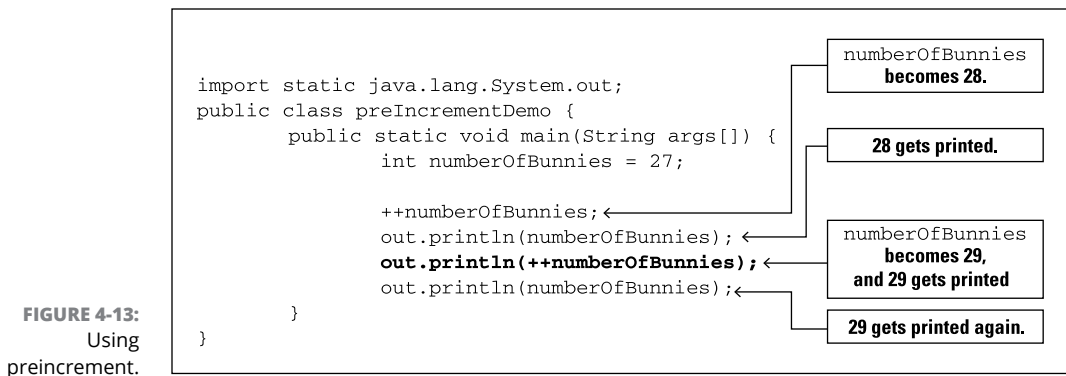 import static java.lang.System.out;
public class preIncrementDemo {
public static void main(String args[]) {
int numberOfBunnies = 27;
++numberOfBunnies;
out.println(numberOfBunnies);
out.println(++numberOfBunnies);
out.println(numberOfBunnies);
}
}
numberOfBunnies
becomes 28.
28 gets printed.
numberOfBunnies
becomes 29,
and 29 gets printed
29 gets printed again.
FIGURE 4-13:
Using
preincrement.